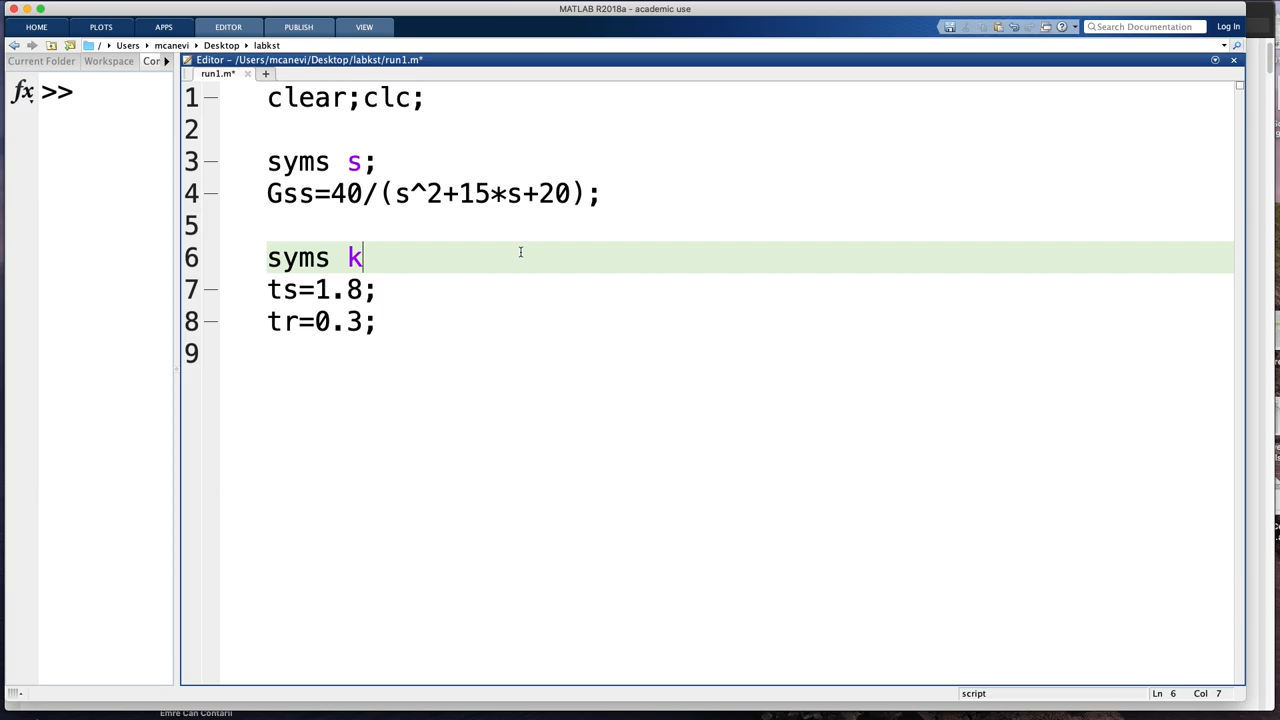 MATLAB R2018a - academic use
HOME PLOTS APPS EDITOR PUBLISH VIEW Search Documentation Log In
/ Users mcanevi Desktop labkst
Current Folder Workspace Cor Editor - /Users/mcanevi/Desktop/labkst/run1.m*
run1.m* × +
fx >>
1 clear;clc;
2
3 syms s;
4 Gss=40/(s^2+15*s+20);
5
6 syms k
7 ts=1.8;
8 tr=0.3;
9
script Ln 6 Col 7
Emre Can Contarli